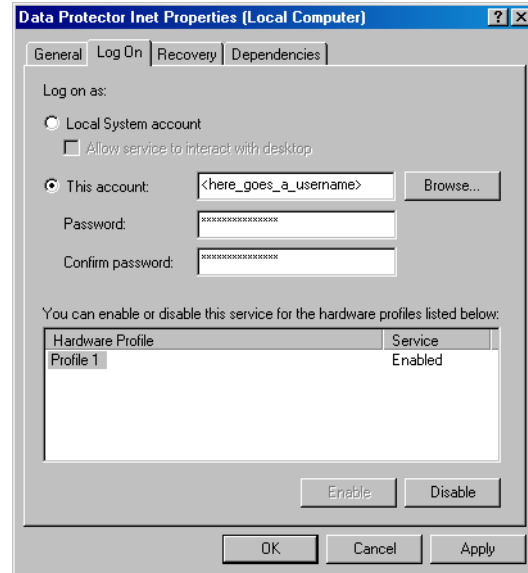 Data Protector Inet Properties (Local Computer)
General Log On Recovery Dependencies
Log on as:
Local System account
Allow service to interact with desktop
This account: <here_goes_a_username> Browse...
Password: ***************
Confirm password: ***************
You can enable or disable this service for the hardware profiles listed below:
Hardware Profile Service
Profile 1 Enabled
Enable Disable
OK Cancel Apply